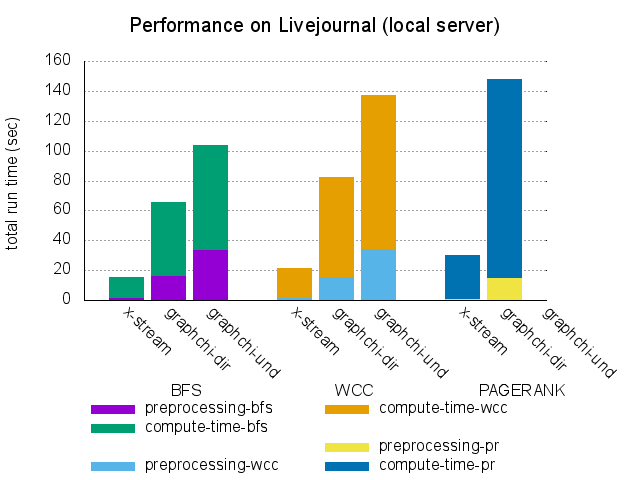 Performance on Livejournal (local server)
total run time (sec)
160
140
120
100
80
60
40
20
0
x-stream
graphchi-dir
graphchi-und
x-stream
graphchi-dir
graphchi-und
x-stream
graphchi-dir
graphchi-und
BFS WCC PAGERANK
preprocessing-bfs compute-time-wcc
compute-time-bfs
preprocessing-pr
preprocessing-wcc compute-time-pr